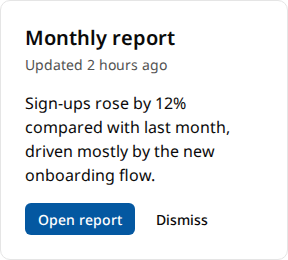 Monthly report
Updated 2 hours ago
Sign-ups rose by 12%
compared with last month,
driven mostly by the new
onboarding flow.
Open report Dismiss